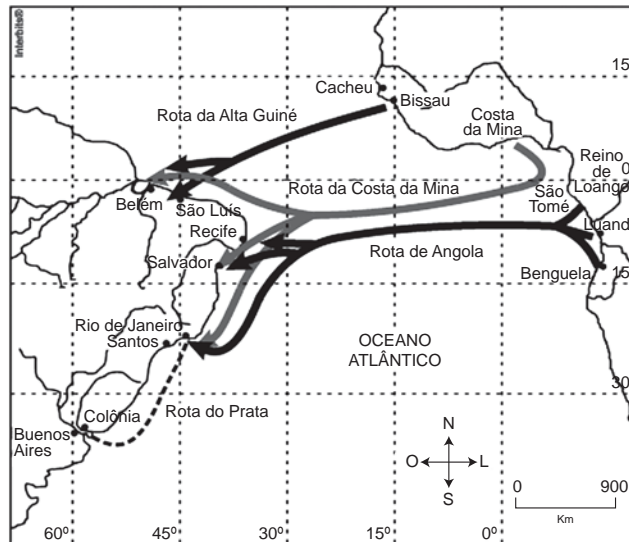 Interbits®
15
Cacheu
Bissau
Costa
da Mina
Rota da Alta Guiné
0
Reino
de
Loango
Rota da Costa da Mina
São
Tomé
Belém
São Luís
Recife
Luand
Rota de Angola
Salvador
Benguela
15
Rio de Janeiro
Santos
OCEANO
ATLÂNTICO
30
Colônia
Rota do Prata
Buenos
Aires
N
O
L
S
0
900
Km
60º
45º
30º
15º
0º